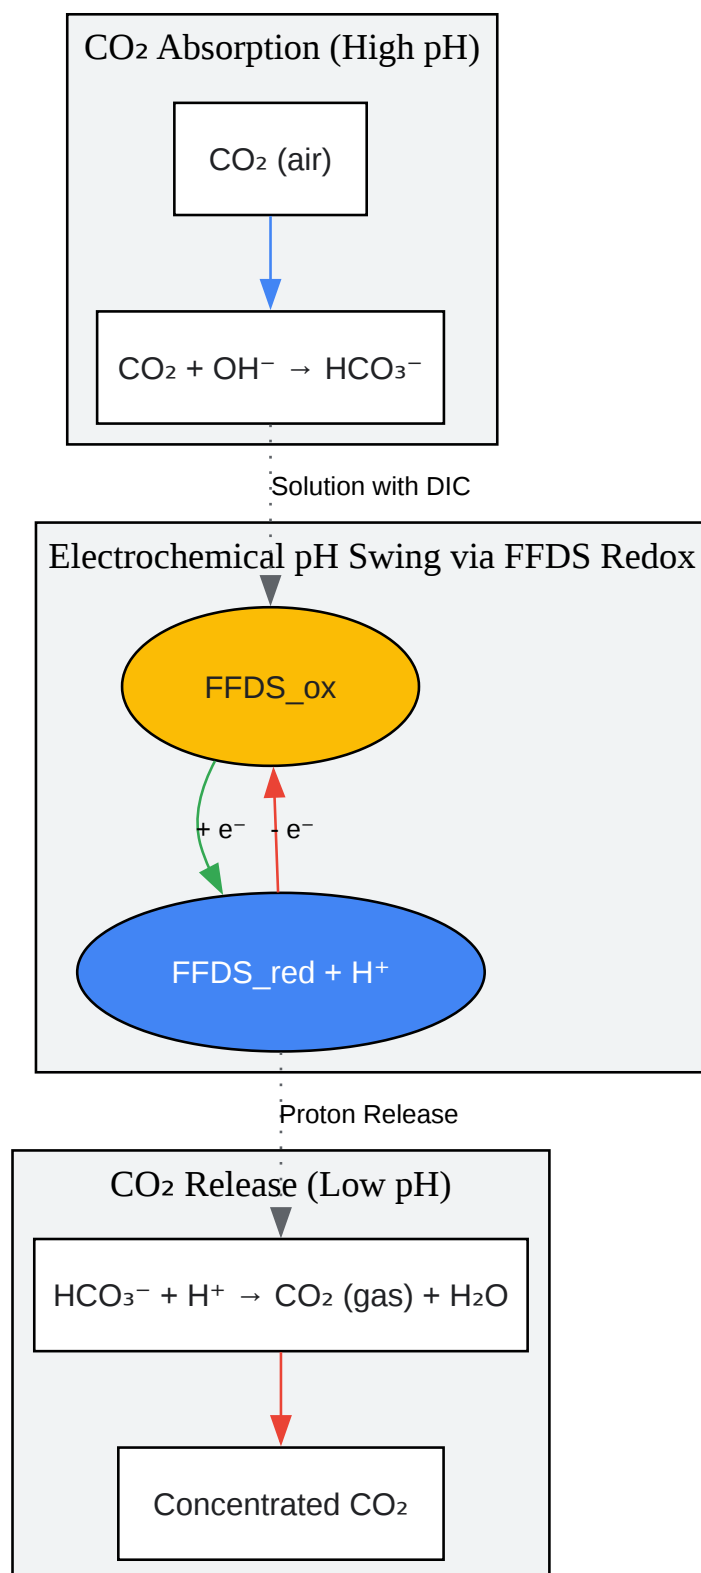 CO₂ Absorption (High pH)
CO₂ (air)
CO₂ + OH⁻ → HCO₃⁻
Solution with DIC
Electrochemical pH Swing via FFDS Redox
FFDS_ox
+ e⁻
- e⁻
FFDS_red + H⁺
Proton Release
CO₂ Release (Low pH)
HCO₃⁻ + H⁺ → CO₂ (gas) + H₂O
Concentrated CO₂